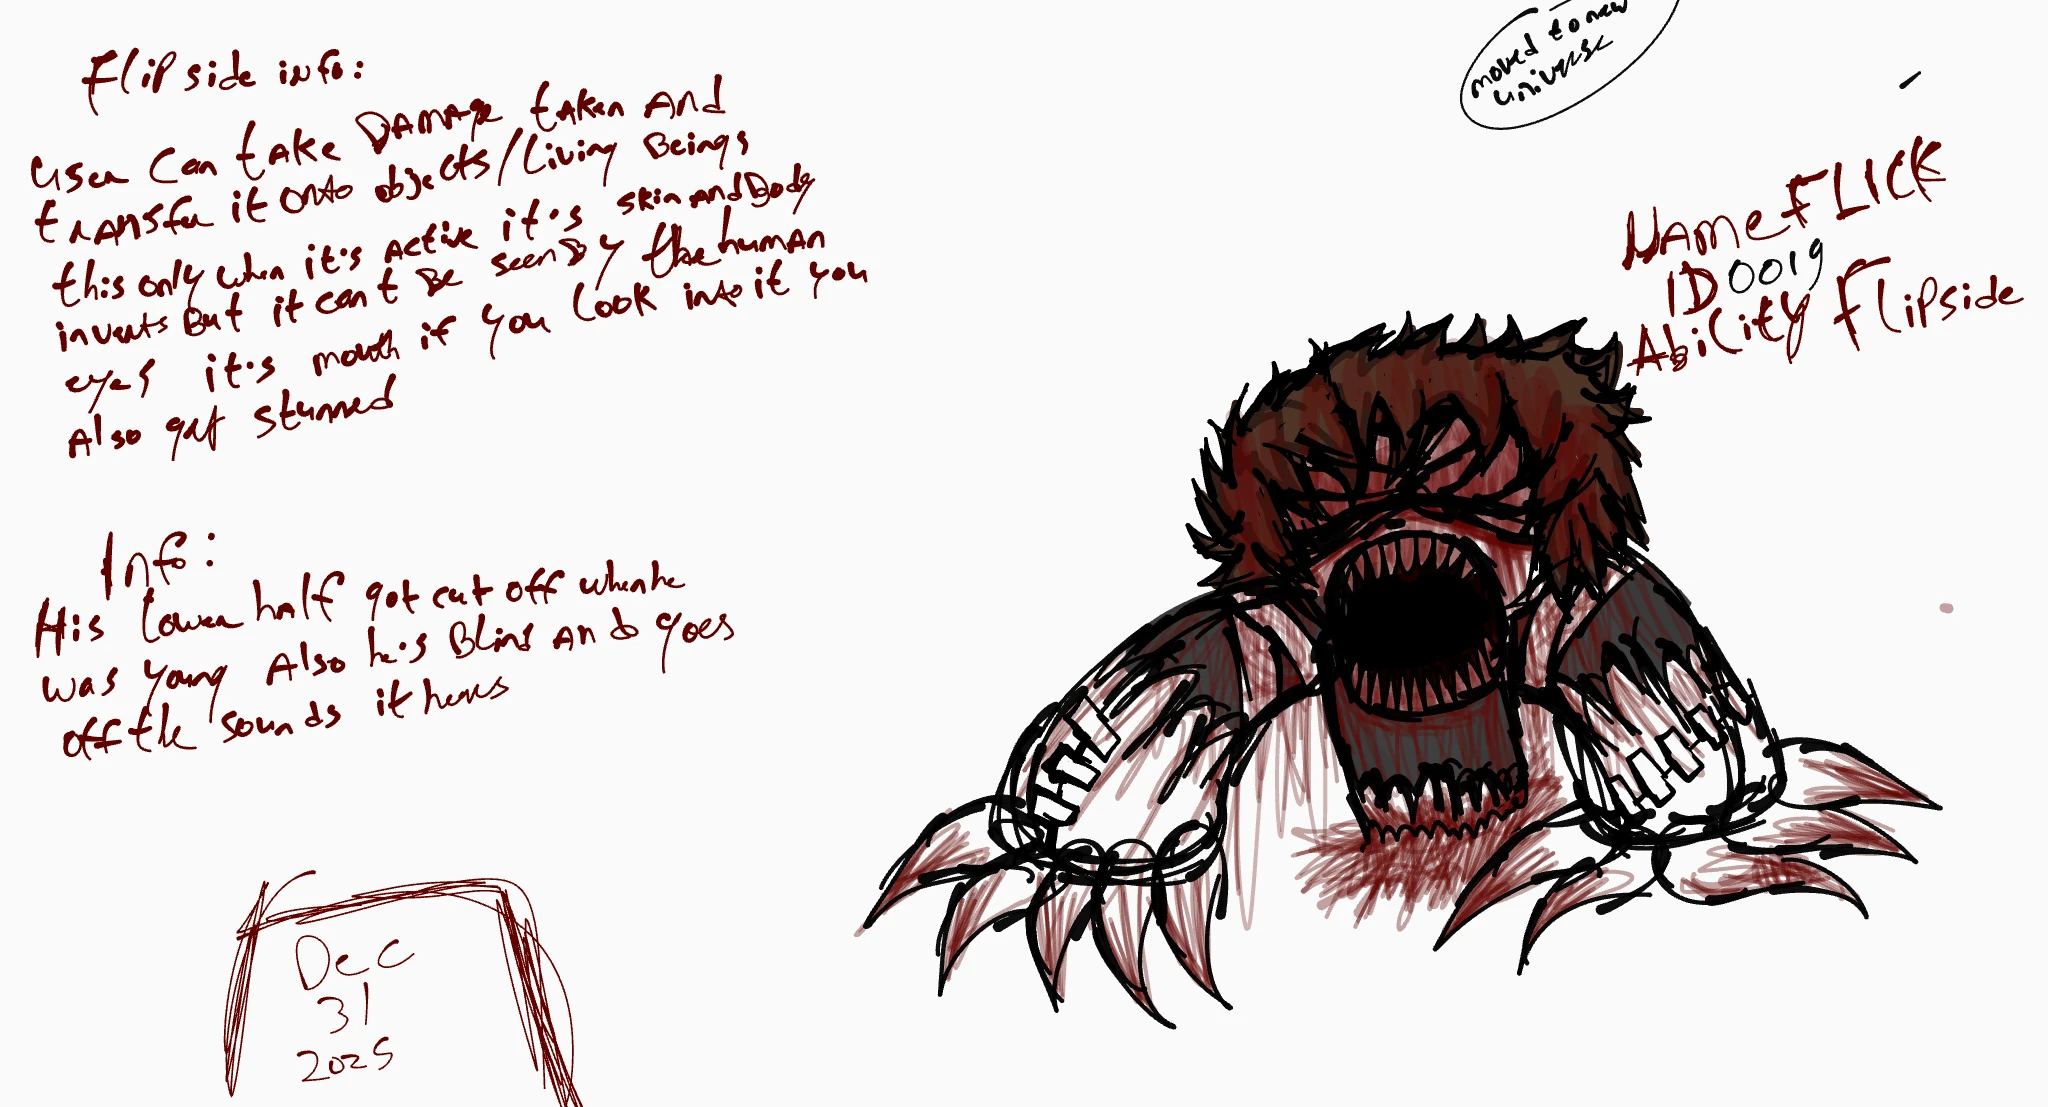 Flipside info:
User can take Damage taken and
transfer it onto objects/Living Beings
this only when it's active it's skin and Body
inverts But it can't Be seen By the human
eyes it's mouth if you look into it you
Also get stunned
Info:
His lower half got cut off when he
was young Also he's Blind and goes
off the sounds it hears
Dec
31
2025
moved to new
universe
Name FLICK
ID 0019
Ability Flipside